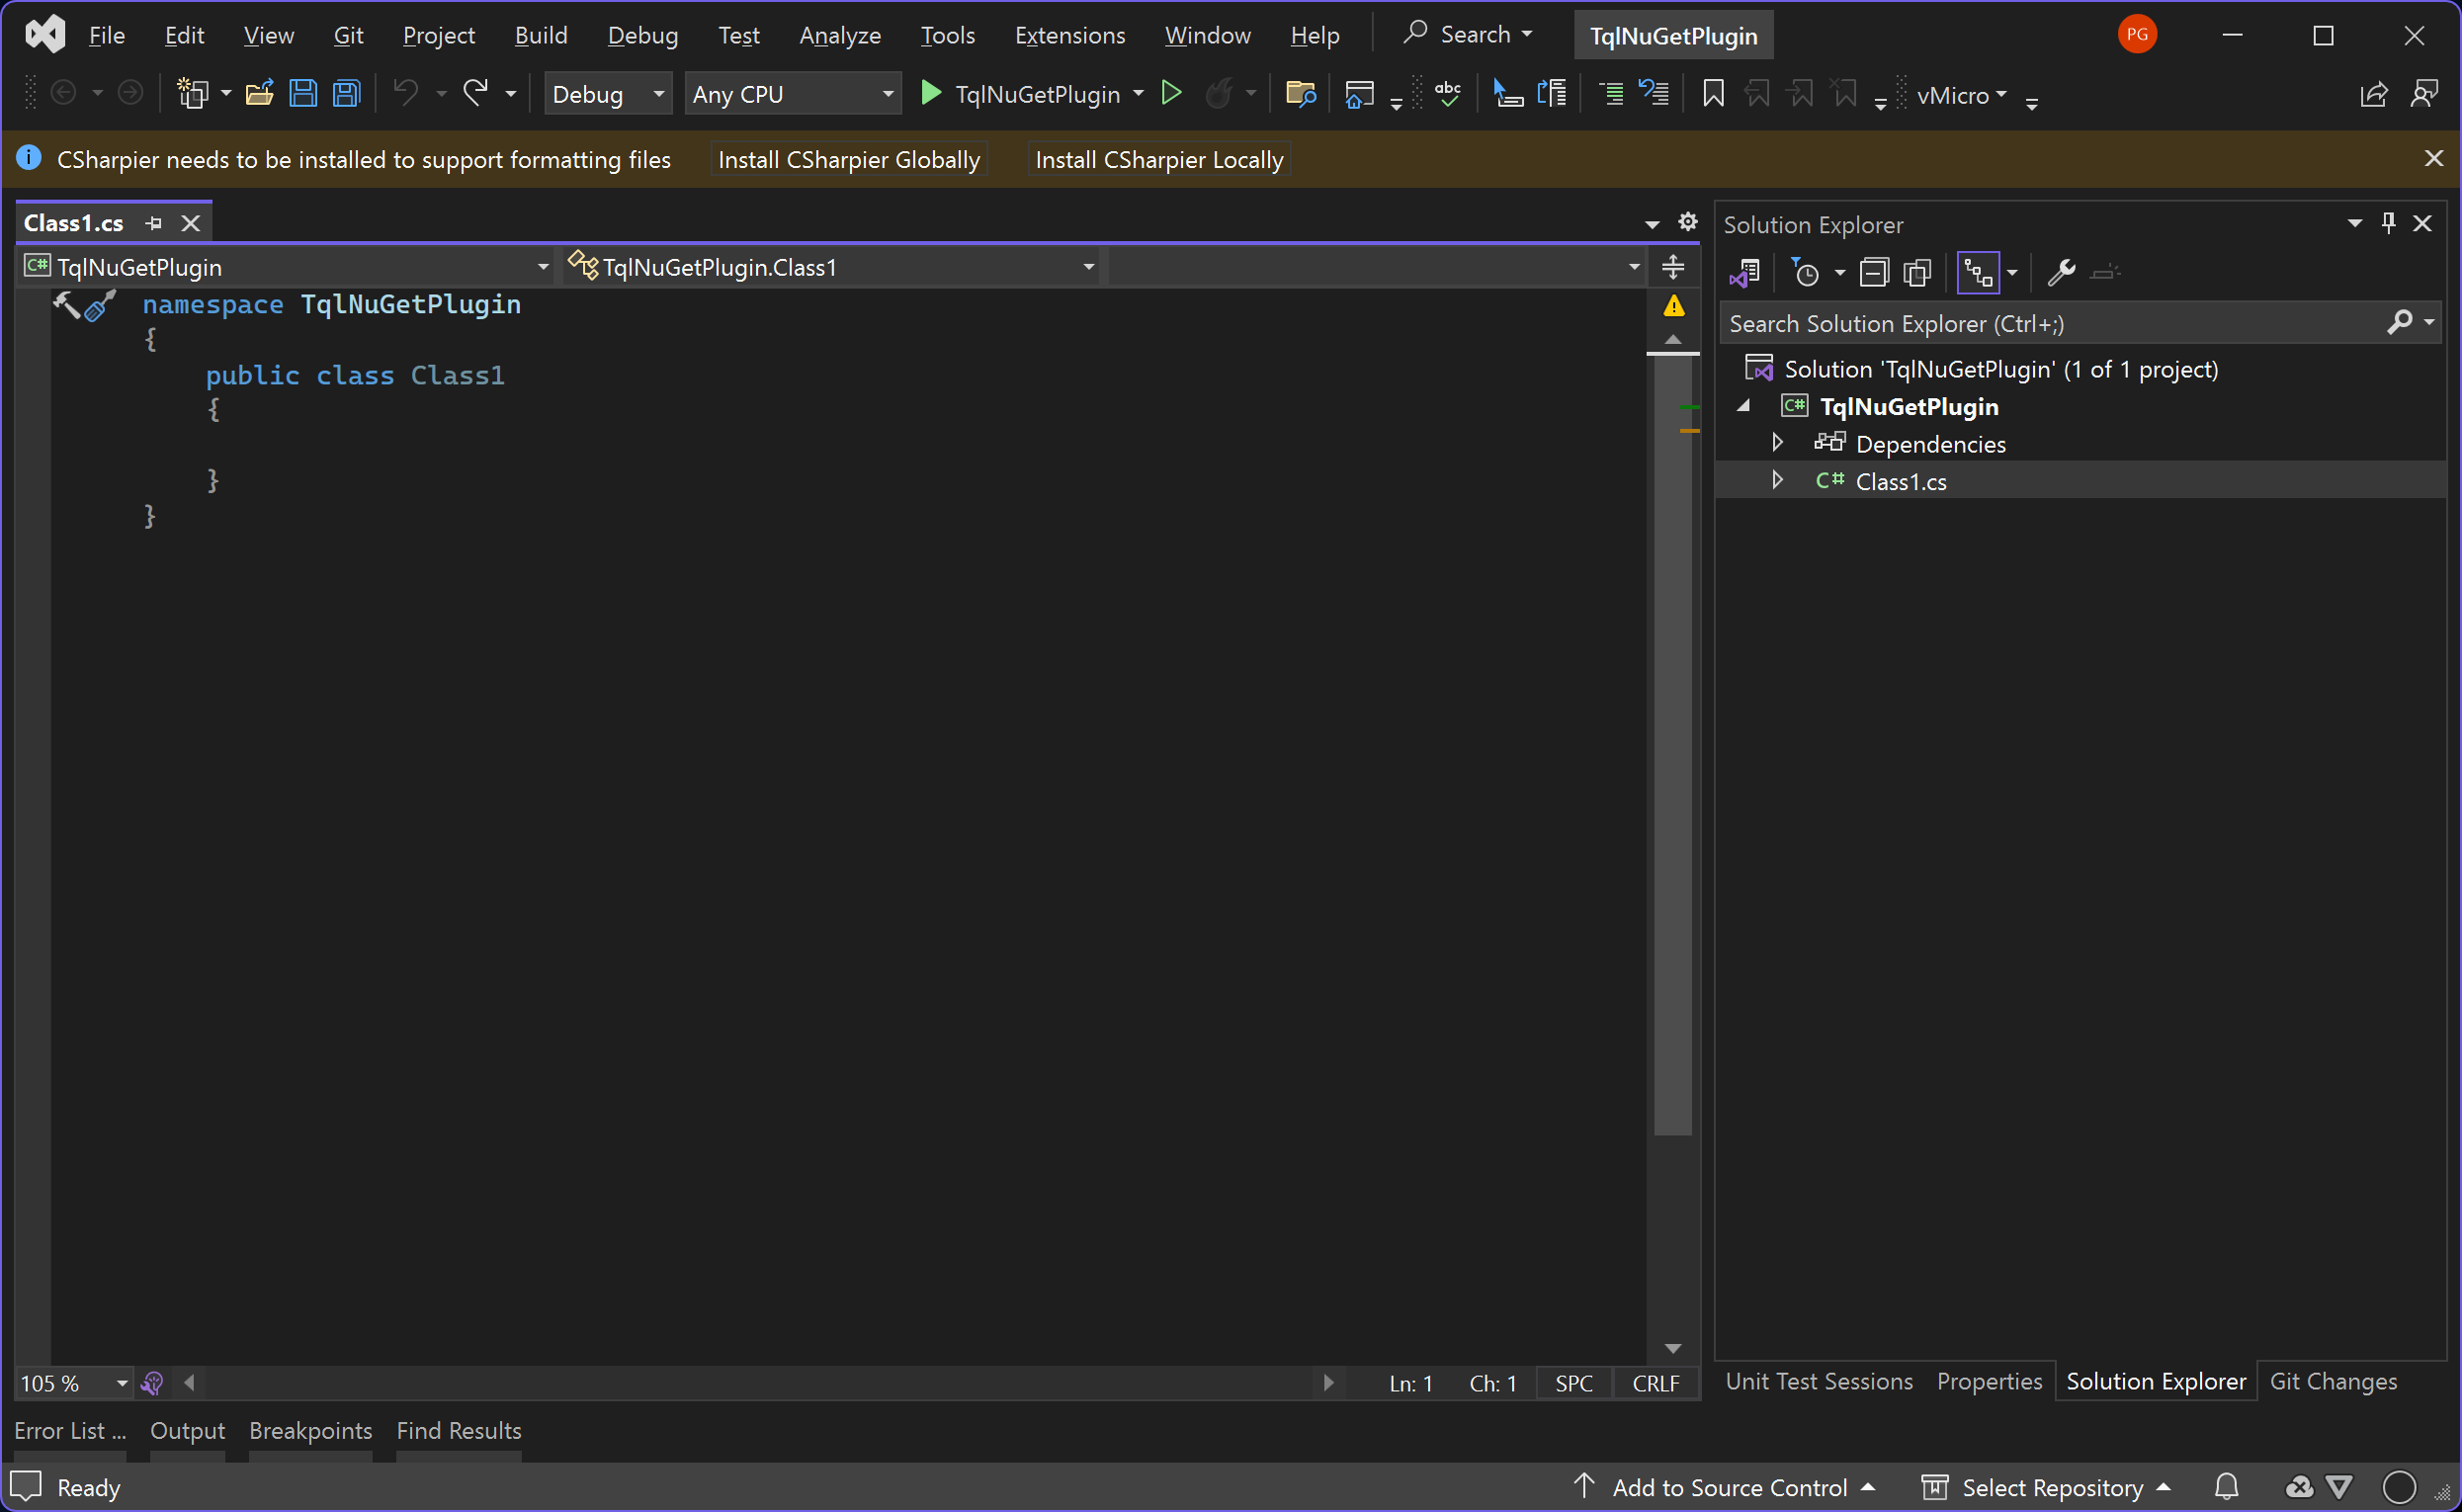 File Edit View Git Project Build Debug Test Analyze Tools Extensions Window Help Search TqlNuGetPlugin PG
Debug Any CPU TqlNuGetPlugin abc vMicro
CSharpier needs to be installed to support formatting files Install CSharpier Globally Install CSharpier Locally
Class1.cs
C# TqlNuGetPlugin TqlNuGetPlugin.Class1
namespace TqlNuGetPlugin
{
public class Class1
{
}
}
105 % Ln: 1 Ch: 1 SPC CRLF
Solution Explorer
Search Solution Explorer (Ctrl+;)
Solution 'TqlNuGetPlugin' (1 of 1 project)
C# TqlNuGetPlugin
Dependencies
C# Class1.cs
Unit Test Sessions Properties Solution Explorer Git Changes
Error List ... Output Breakpoints Find Results
Ready Add to Source Control Select Repository